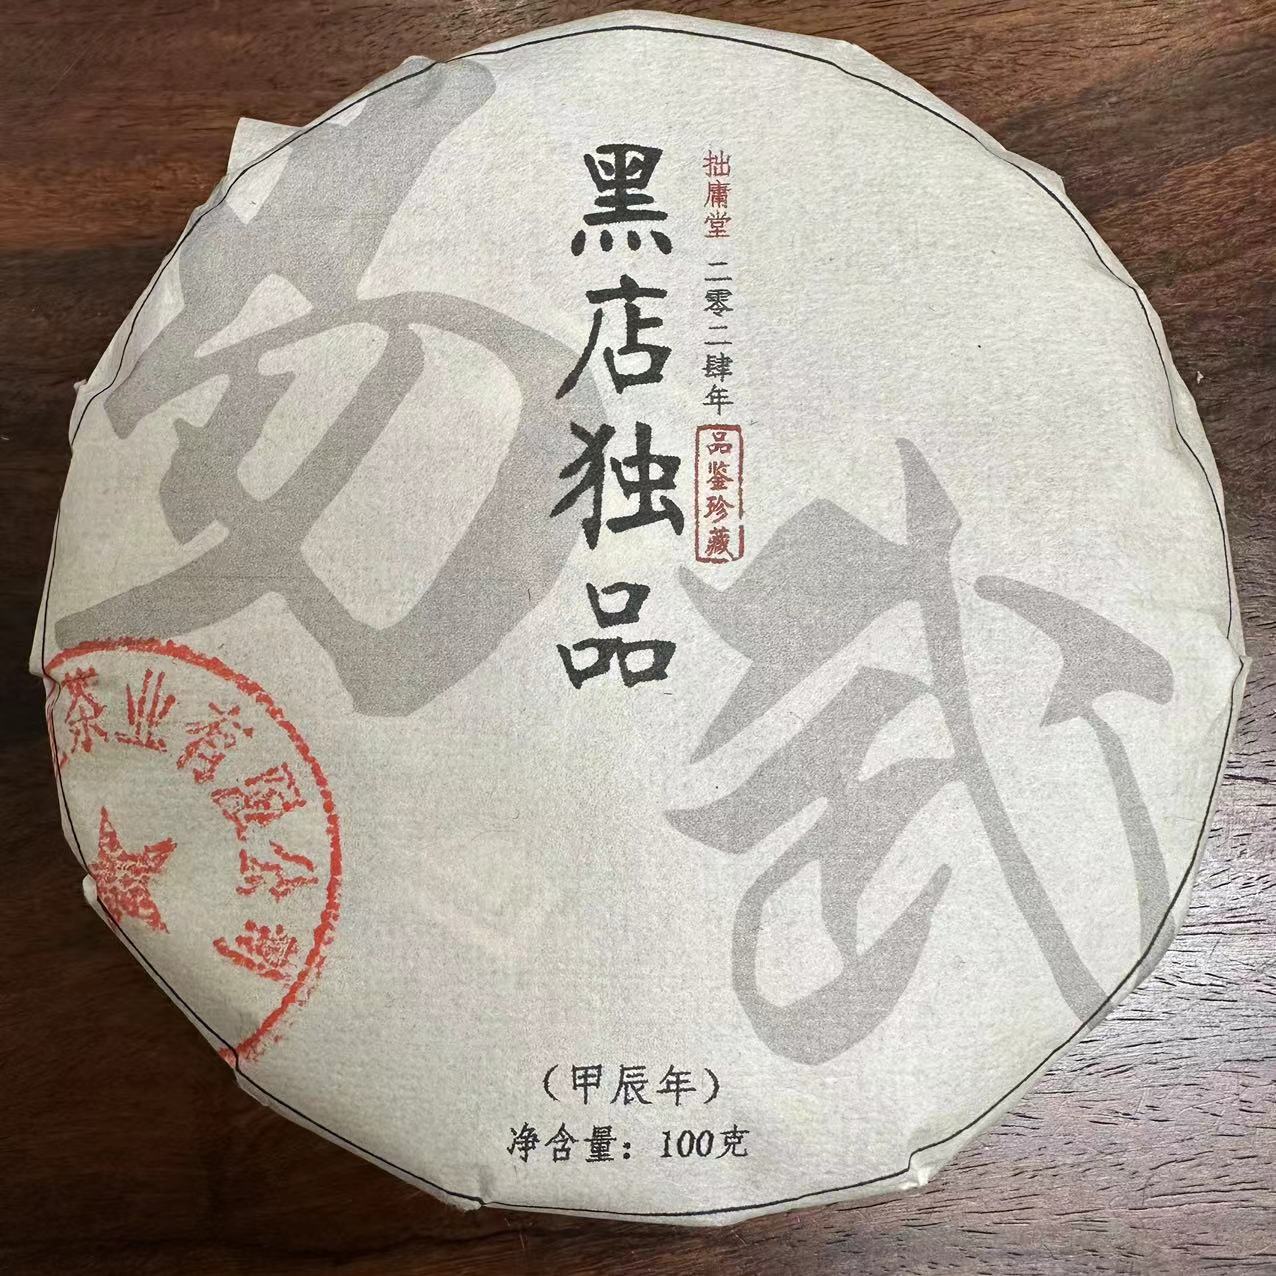 拙庸堂 二零二肆年
品鉴珍藏
黑店独品
易武
茶业有限公司
（甲辰年）
净含量：100克